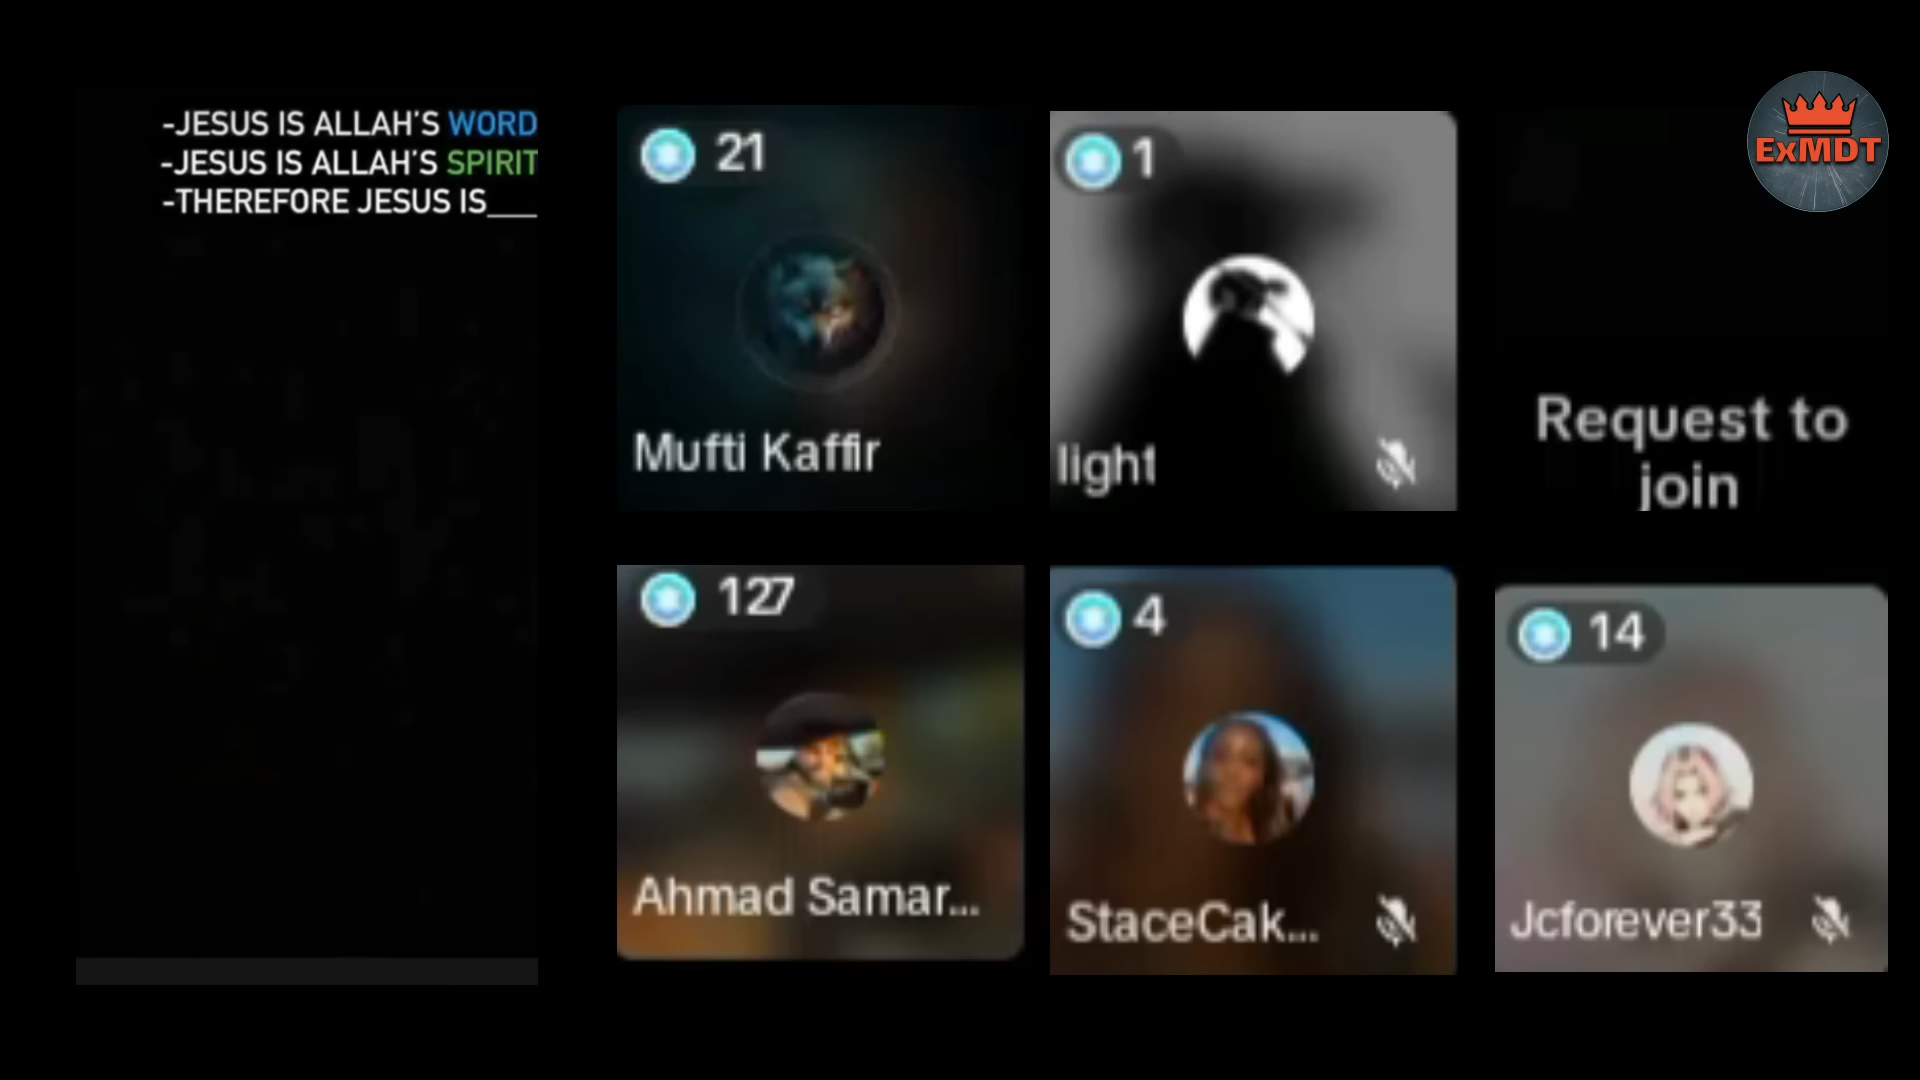 -JESUS IS ALLAH'S WORD
-JESUS IS ALLAH'S SPIRIT
-THEREFORE JESUS IS___
21
Mufti Kaffir
1
light
Request to
join
ExMDT
127
Ahmad Samar...
4
StaceCak...
14
Jcforever33